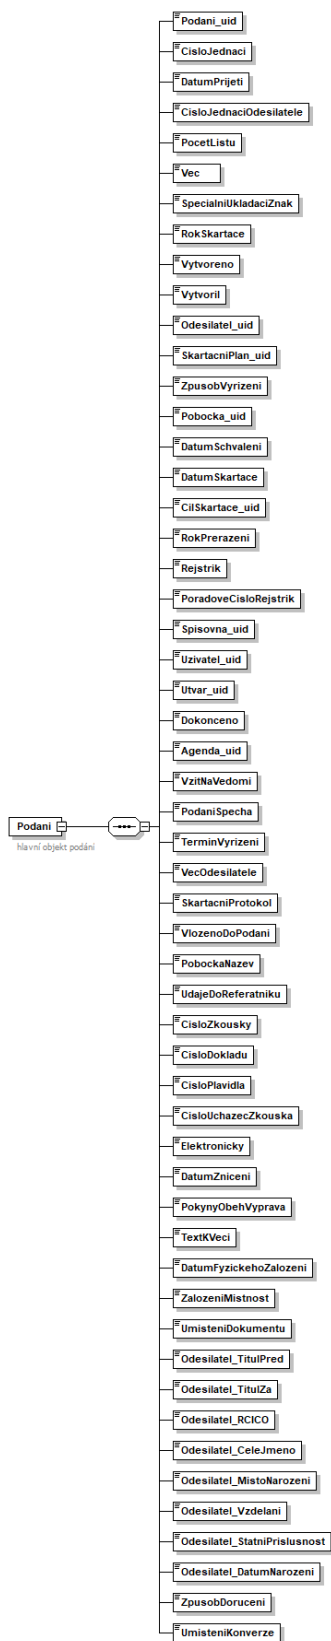 Podani_uid
CisloJednaci
DatumPrijeti
CisloJednaciOdesilatele
PocetListu
Vec
SpecialniUkladaciZnak
RokSkartace
Vytvoreno
Vytvoril
Odesilatel_uid
SkartacniPlan_uid
ZpusobVyrizeni
Pobocka_uid
DatumSchvaleni
DatumSkartace
CilSkartace_uid
RokPrerazeni
Rejstrik
PoradoveCisloRejstrik
Spisovna_uid
Uzivatel_uid
Utvar_uid
Dokonceno
Agenda_uid
VzitNaVedomi
PodaniSpecha
Podani
hlavní objekt podání
TerminVyrizeni
VecOdesilatele
SkartacniProtokol
VlozenoDoPodani
PobockaNazev
UdajeDoReferatniku
CisloZkousky
CisloDokladu
CisloPlavidla
CisloUchazecZkouska
Elektronicky
DatumZniceni
PokynyObehVyprava
TextKVeci
DatumFyzickehoZalozeni
ZalozeniMistnost
UmisteniDokumentu
Odesilatel_TitulPred
Odesilatel_TitulZa
Odesilatel_RCICO
Odesilatel_CeleJmeno
Odesilatel_MistoNarozeni
Odesilatel_Vzdelani
Odesilatel_StatniPrislusnost
Odesilatel_DatumNarozeni
ZpusobDoruceni
UmisteniKonverze